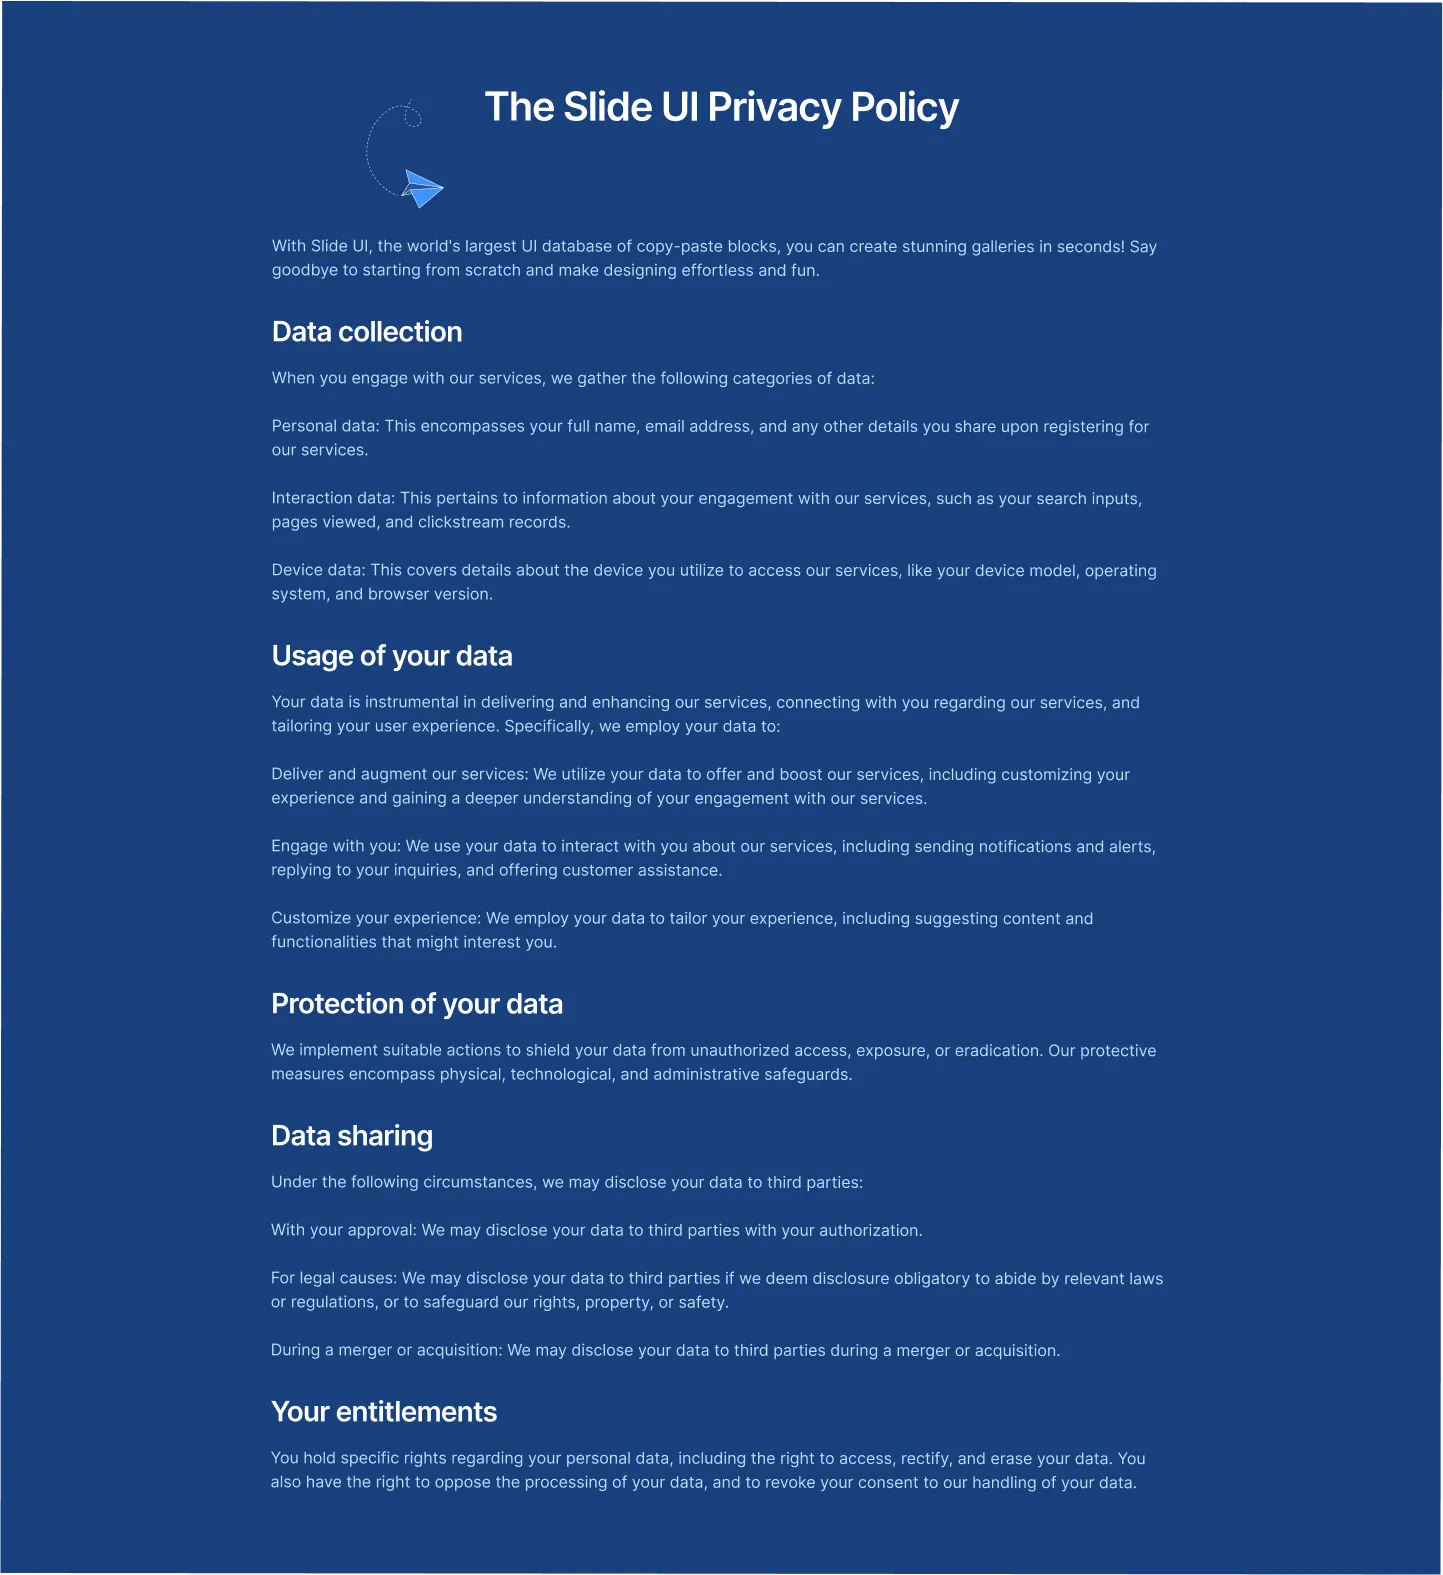 The Slide UI Privacy Policy
With Slide UI, the world's largest UI database of copy-paste blocks, you can create stunning galleries in seconds! Say
goodbye to starting from scratch and make designing effortless and fun.
Data collection
When you engage with our services, we gather the following categories of data:
Personal data: This encompasses your full name, email address, and any other details you share upon registering for
our services.
Interaction data: This pertains to information about your engagement with our services, such as your search inputs,
pages viewed, and clickstream records.
Device data: This covers details about the device you utilize to access our services, like your device model, operating
system, and browser version.
Usage of your data
Your data is instrumental in delivering and enhancing our services, connecting with you regarding our services, and
tailoring your user experience. Specifically, we employ your data to:
Deliver and augment our services: We utilize your data to offer and boost our services, including customizing your
experience and gaining a deeper understanding of your engagement with our services.
Engage with you: We use your data to interact with you about our services, including sending notifications and alerts,
replying to your inquiries, and offering customer assistance.
Customize your experience: We employ your data to tailor your experience, including suggesting content and
functionalities that might interest you.
Protection of your data
We implement suitable actions to shield your data from unauthorized access, exposure, or eradication. Our protective
measures encompass physical, technological, and administrative safeguards.
Data sharing
Under the following circumstances, we may disclose your data to third parties:
With your approval: We may disclose your data to third parties with your authorization.
For legal causes: We may disclose your data to third parties if we deem disclosure obligatory to abide by relevant laws
or regulations, or to safeguard our rights, property, or safety.
During a merger or acquisition: We may disclose your data to third parties during a merger or acquisition.
Your entitlements
You hold specific rights regarding your personal data, including the right to access, rectify, and erase your data. You
also have the right to oppose the processing of your data, and to revoke your consent to our handling of your data.